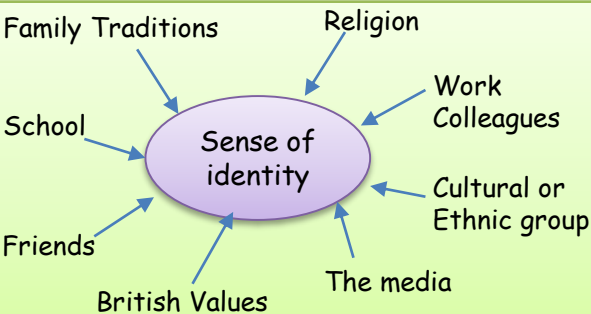 Family Traditions
Religion
Work
Colleagues
School
Sense of
identity
Cultural or
Ethnic group
Friends
The media
British Values